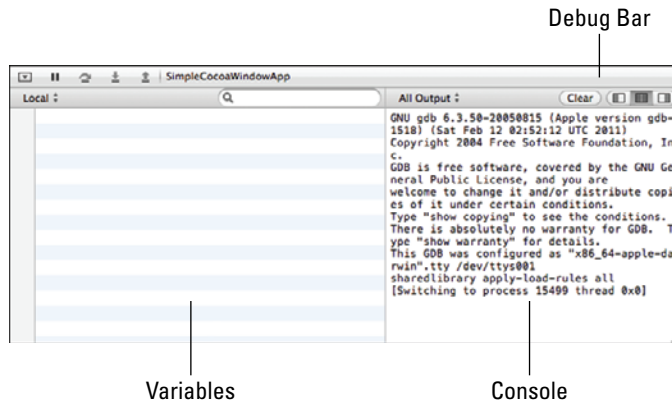 Debug Bar
SimpleCocoaWindowApp
Local
All Output
Clear
GNU gdb 6.3.50-20050815 (Apple version gdb-
1518) (Sat Feb 12 02:52:12 UTC 2011)
Copyright 2004 Free Software Foundation, In
c.
GDB is free software, covered by the GNU Ge
neral Public License, and you are
welcome to change it and/or distribute copi
es of it under certain conditions.
Type "show copying" to see the conditions.
There is absolutely no warranty for GDB. T
ype "show warranty" for details.
This GDB was configured as "x86_64-apple-da
rwin".tty /dev/ttys001
sharedlibrary apply-load-rules all
[Switching to process 15499 thread 0x0]
Variables
Console